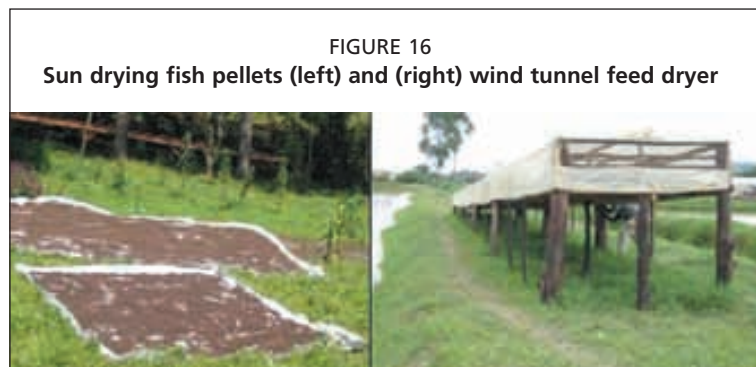 FIGURE 16
Sun drying fish pellets (left) and (right) wind tunnel feed dryer